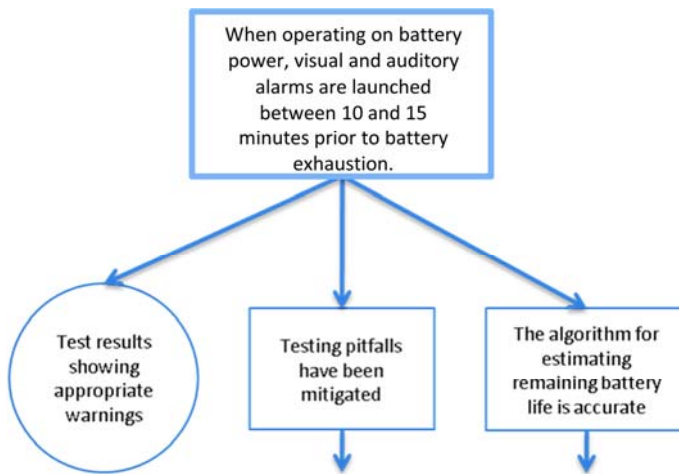 When operating on battery
power, visual and auditory
alarms are launched
between 10 and 15
minutes prior to battery
exhaustion.
Test results
showing
appropriate
warnings
Testing pitfalls
have been
mitigated
The algorithm for
estimating
remaining battery
life is accurate